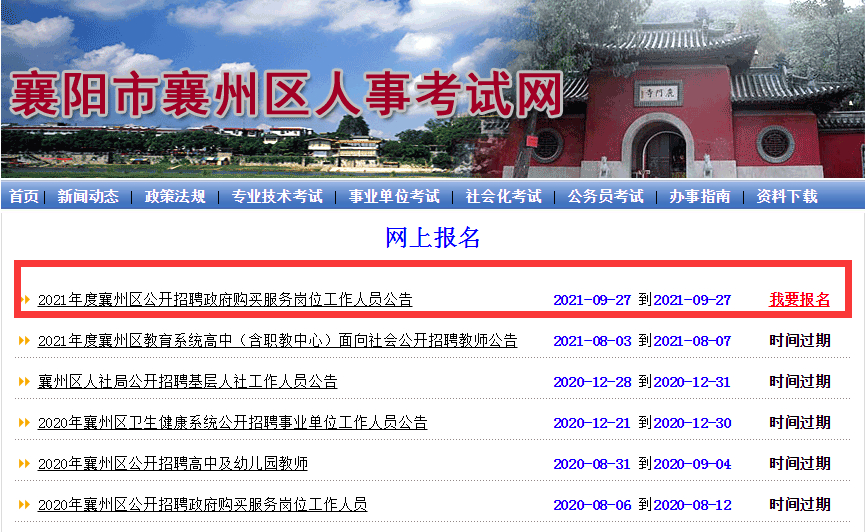 襄阳市襄州区人事考试网
鹿门寺
首页 | 新闻动态 | 政策法规 | 专业技术考试 | 事业单位考试 | 社会化考试 | 公务员考试 | 办事指南 | 资料下载
网上报名
2021年度襄州区公开招聘政府购买服务岗位工作人员公告 2021-09-27 到2021-09-27 我要报名
2021年度襄州区教育系统高中（含职教中心）面向社会公开招聘教师公告 2021-08-03 到2021-08-07 时间过期
襄州区人社局公开招聘基层人社工作人员公告 2020-12-28 到2020-12-31 时间过期
2020年襄州区卫生健康系统公开招聘事业单位工作人员公告 2020-12-21 到2020-12-30 时间过期
2020年襄州区公开招聘高中及幼儿园教师 2020-08-31 到2020-09-04 时间过期
2020年襄州区公开招聘政府购买服务岗位工作人员 2020-08-06 到2020-08-12 时间过期